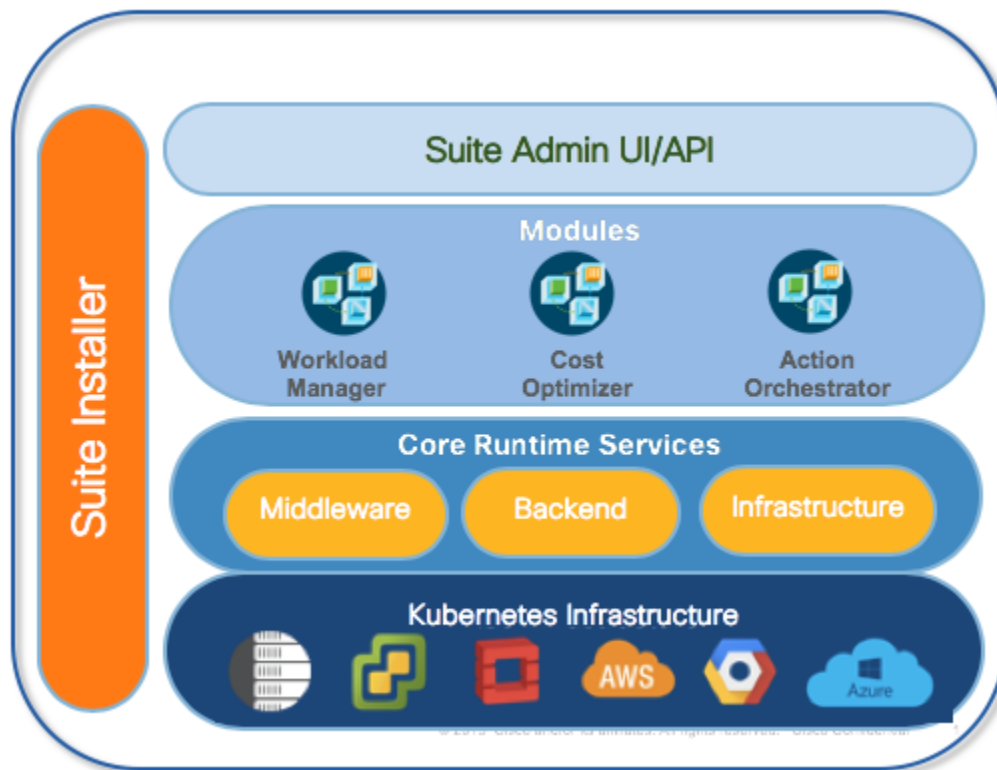 Suite Installer
Suite Admin UI/API
Modules
Workload
Manager
Cost
Optimizer
Action
Orchestrator
Core Runtime Services
Middleware
Backend
Infrastructure
Kubernetes Infrastructure
AWS
Azure